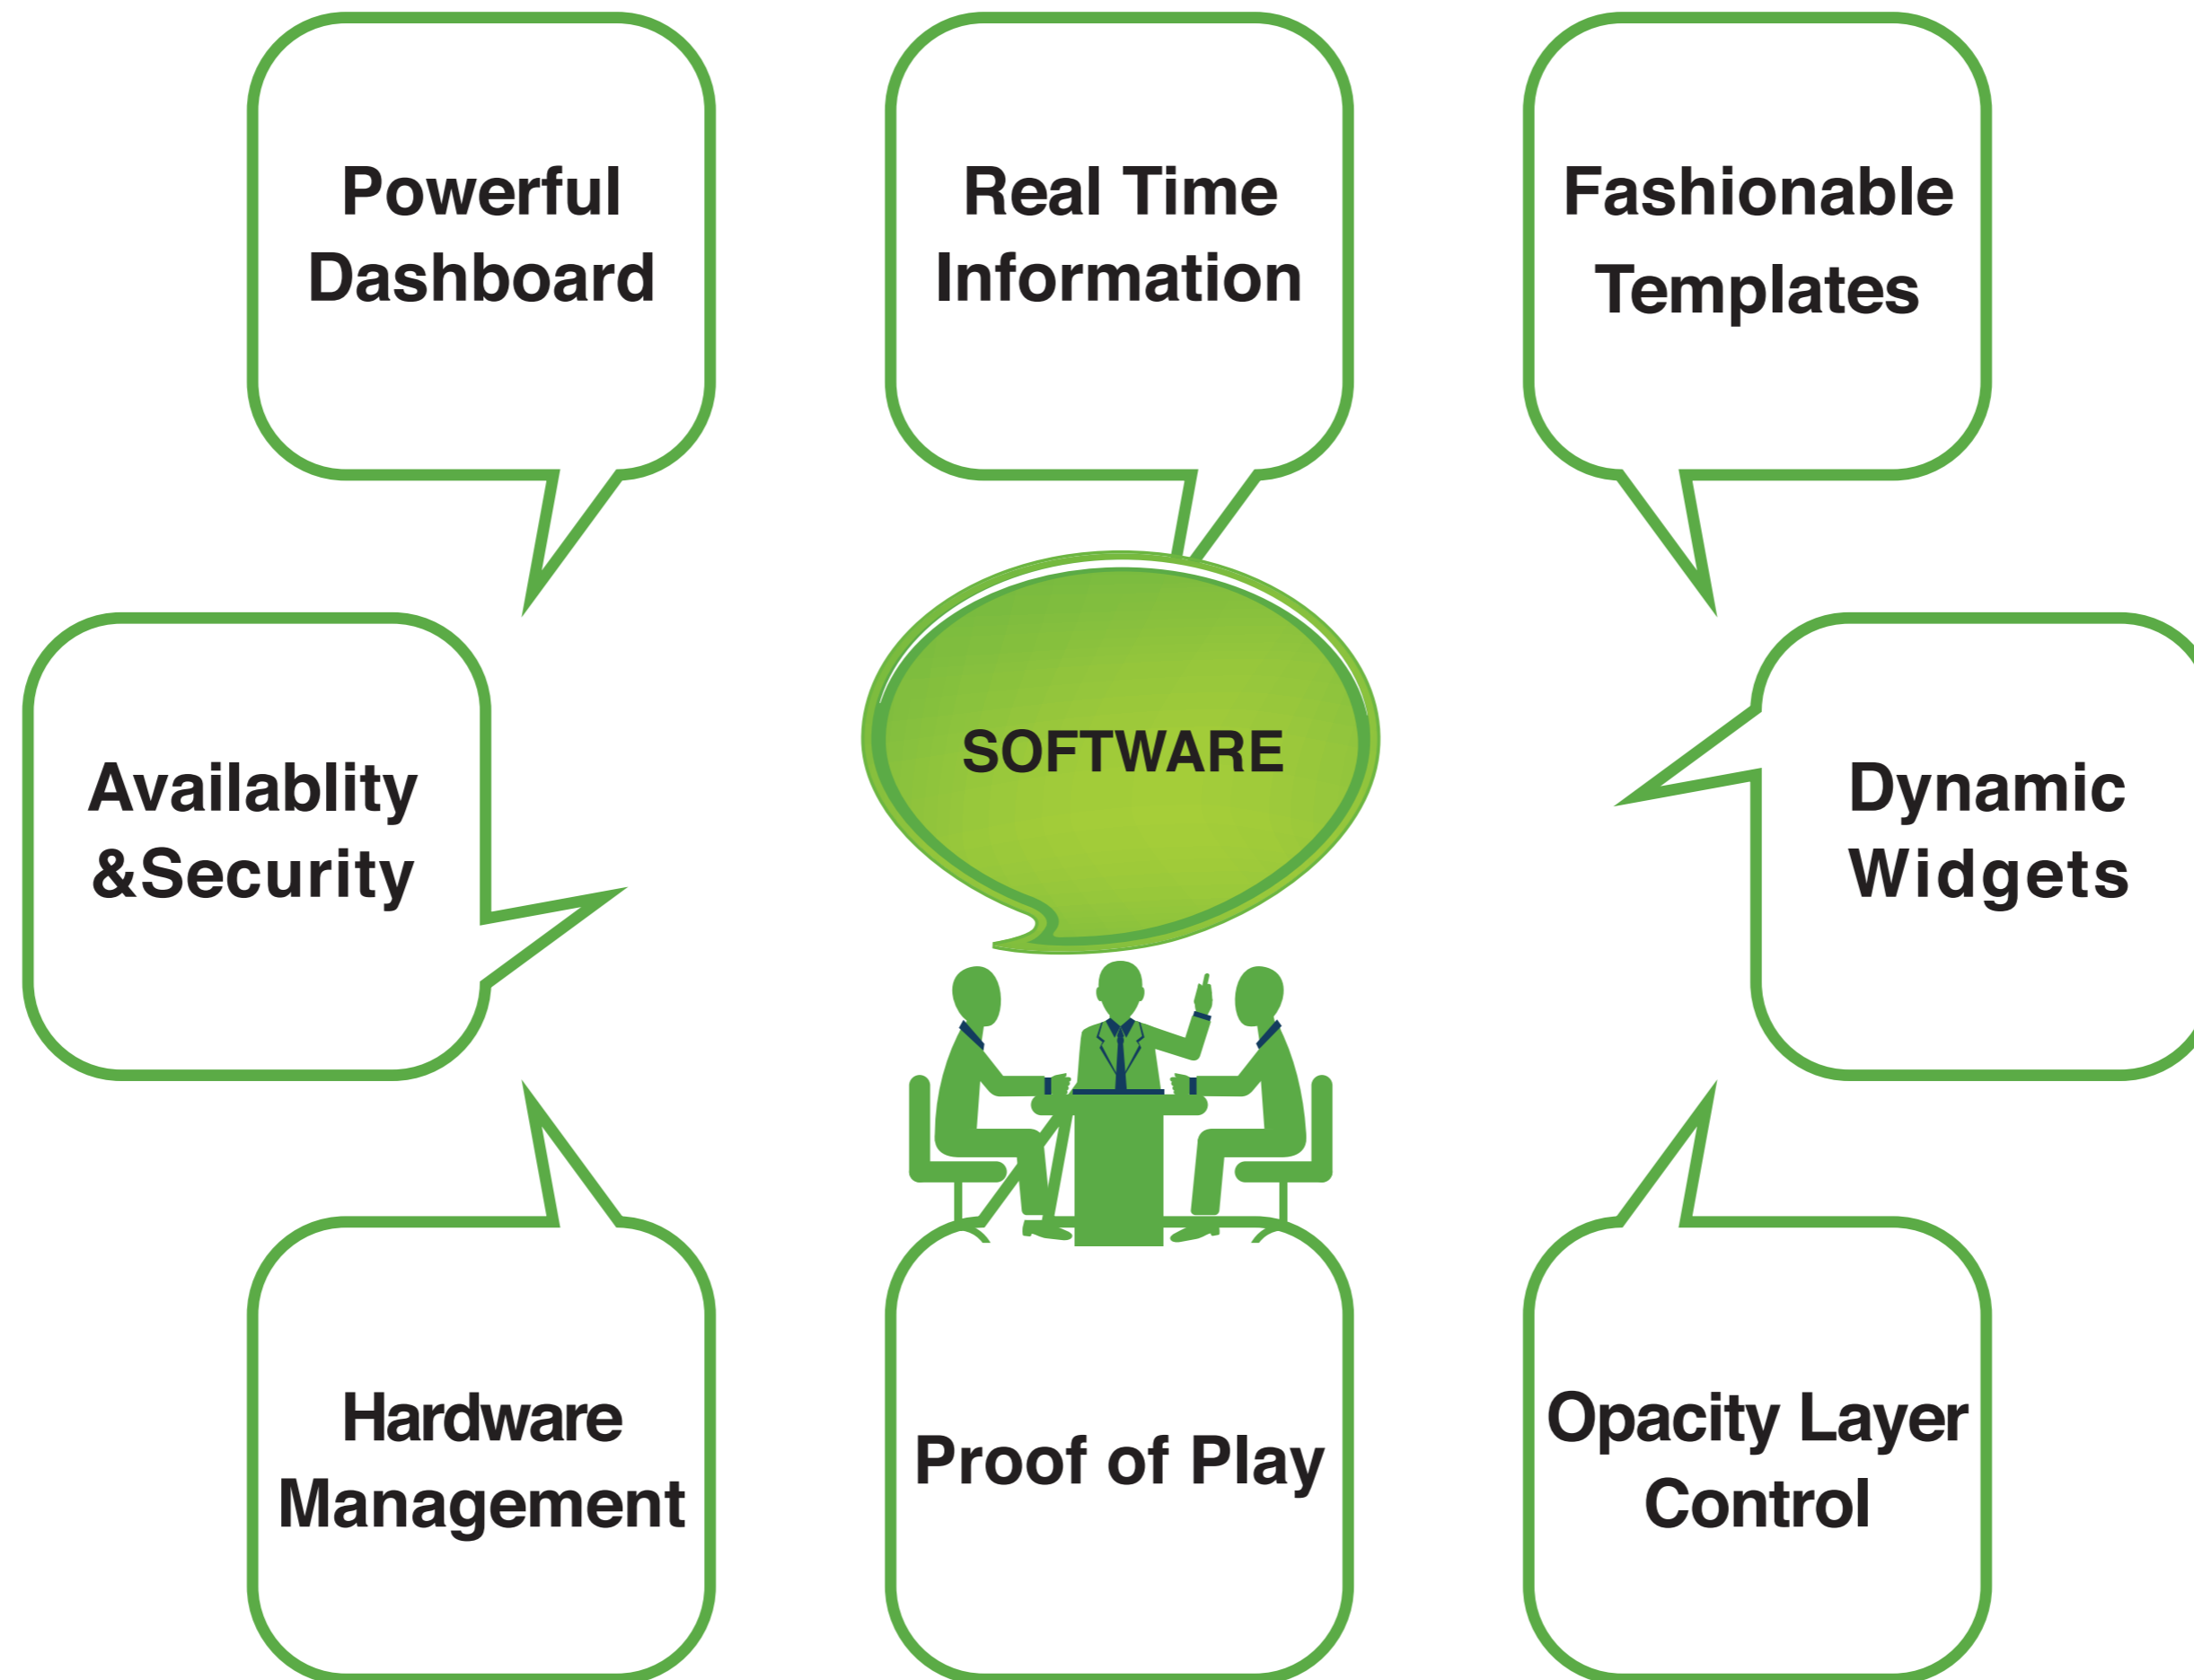 Powerful
Dashboard
Real Time
Information
Fashionable
Templates
Availablity
&Security
SOFTWARE
Dynamic
Widgets
Hardware
Management
Proof of Play
Opacity Layer
Control